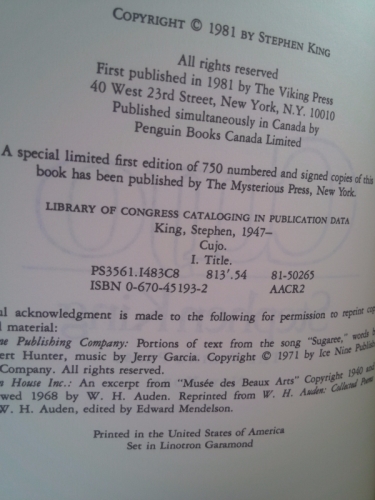 COPYRIGHT © 1981 BY STEPHEN KING
All rights reserved
First published in 1981 by The Viking Press
40 West 23rd Street, New York, N.Y. 10010
Published simultaneously in Canada by
Penguin Books Canada Limited
A special limited first edition of 750 numbered and signed copies of this
book has been published by The Mysterious Press, New York.
LIBRARY OF CONGRESS CATALOGING IN PUBLICATION DATA
King, Stephen, 1947–
Cujo.
I. Title.
PS3561.I483C8 813'.54 81-50265
ISBN 0-670-45193-2 AACR2
acknowledgment is made to the following for permission to reprint
material:
Publishing Company: Portions of text from the song "Sugaree," words
Hunter, music by Jerry Garcia. Copyright © 1971 by Ice Nine
Company. All rights reserved.
House Inc.: An excerpt from "Musée des Beaux Arts" Copyright 1940 and
1968 by W. H. Auden. Reprinted from W. H. Auden: Collected
W. H. Auden, edited by Edward Mendelson.
Printed in the United States of America
Set in Linotron Garamond